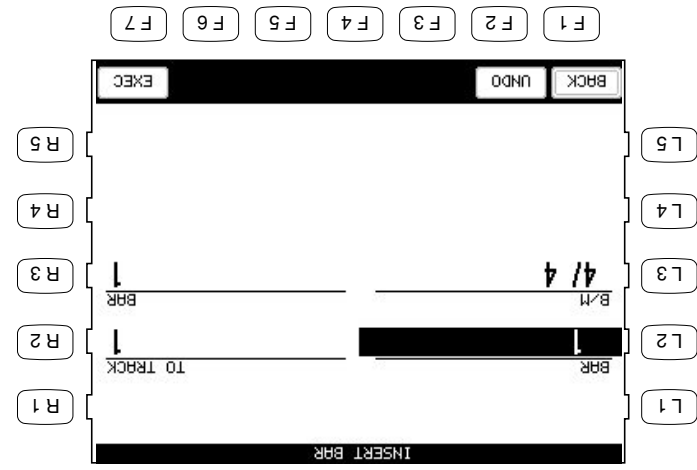 INSERT BAR
L1 R1
BAR TO TRACK
L2 1 1 R2
B/M BAR
L3 4/ 4 1 R3
L4 R4
L5 R5
BACK UNDO EXEC
F1 F2 F3 F4 F5 F6 F7